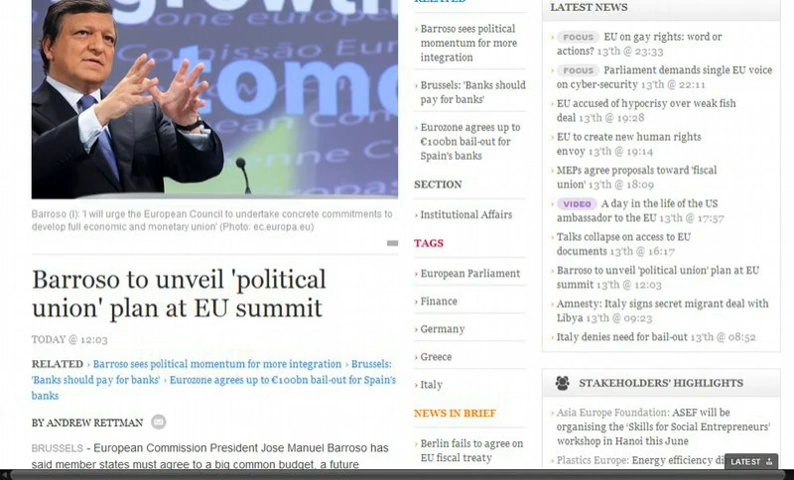 growth
tomo
Barroso (l): 'I will urge the European Council to undertake concrete commitments to
develop full economic and monetary union' (Photo: ec.europa.eu)
Barroso to unveil 'political
union' plan at EU summit
TODAY @ 12:03
RELATED › Barroso sees political momentum for more integration › Brussels:
'Banks should pay for banks' › Eurozone agrees up to €100bn bail-out for Spain's
banks
BY ANDREW RETTMAN
BRUSSELS - European Commission President Jose Manuel Barroso has
said member states must agree to a big common budget, a future
RELATED
› Barroso sees political
momentum for more
integration
› Brussels: 'Banks should
pay for banks'
› Eurozone agrees up to
€100bn bail-out for
Spain's banks
SECTION
› Institutional Affairs
TAGS
› European Parliament
› Finance
› Germany
› Greece
› Italy
NEWS IN BRIEF
› Berlin fails to agree on
EU fiscal treaty
LATEST NEWS
› FOCUS EU on gay rights: word or
actions? 13'th @ 23:33
› FOCUS Parliament demands single EU voice
on cyber-security 13'th @ 22:11
› EU accused of hypocrisy over weak fish
deal 13'th @ 19:28
› EU to create new human rights
envoy 13'th @ 19:14
› MEPs agree proposals toward 'fiscal
union' 13'th @ 18:09
› VIDEO A day in the life of the US
ambassador to the EU 13'th @ 17:57
› Talks collapse on access to EU
documents 13'th @ 16:17
› Barroso to unveil 'political union' plan at EU
summit 13'th @ 12:03
› Amnesty: Italy signs secret migrant deal with
Libya 13'th @ 09:23
› Italy denies need for bail-out 13'th @ 08:52
STAKEHOLDERS' HIGHLIGHTS
› Asia Europe Foundation: ASEF will be
organising the 'Skills for Social Entrepreneurs'
workshop in Hanoi this June
› Plastics Europe: Energy efficiency
LATEST